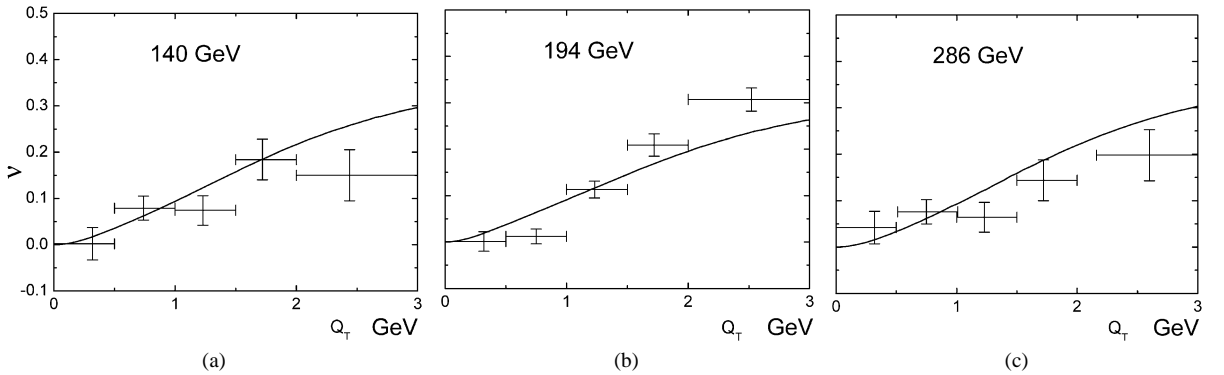 0.5
0.4
0.3
0.2
0.1
0.0
-0.1
ν
140 GeV
0 1 2 3
Q_T GeV
(a)
194 GeV
0 1 2 3
Q_T GeV
(b)
286 GeV
0 1 2 3
Q_T GeV
(c)